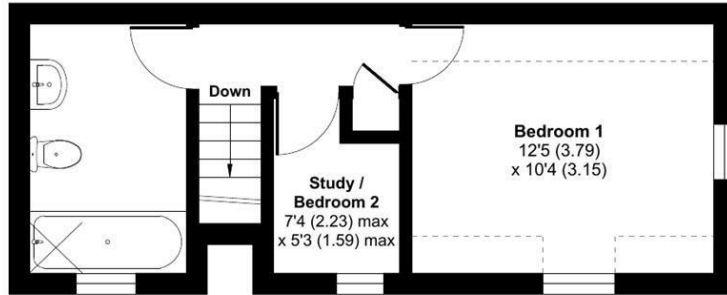 Down
Study /
Bedroom 2
7'4 (2.23) max
x 5'3 (1.59) max
Bedroom 1
12'5 (3.79)
x 10'4 (3.15)